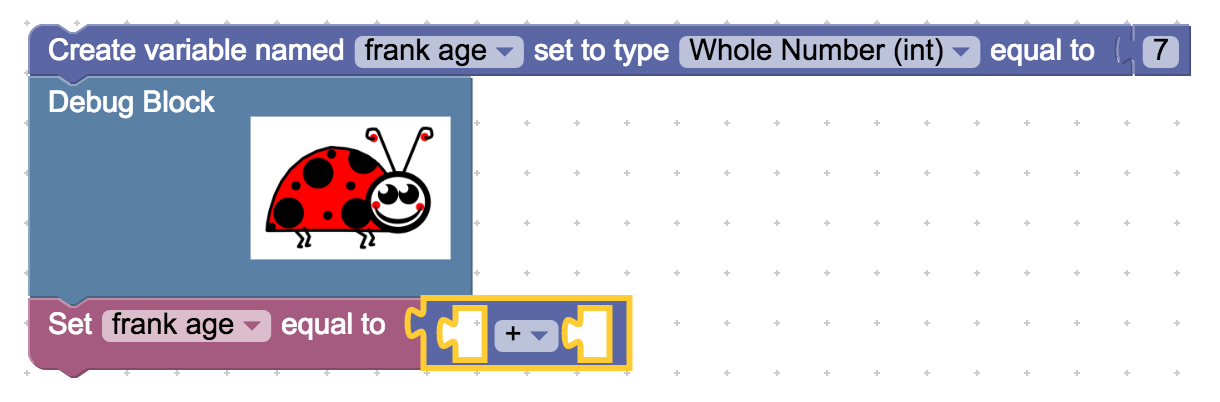 Create variable named frank age set to type Whole Number (int) equal to 7
Debug Block
Set frank age equal to +